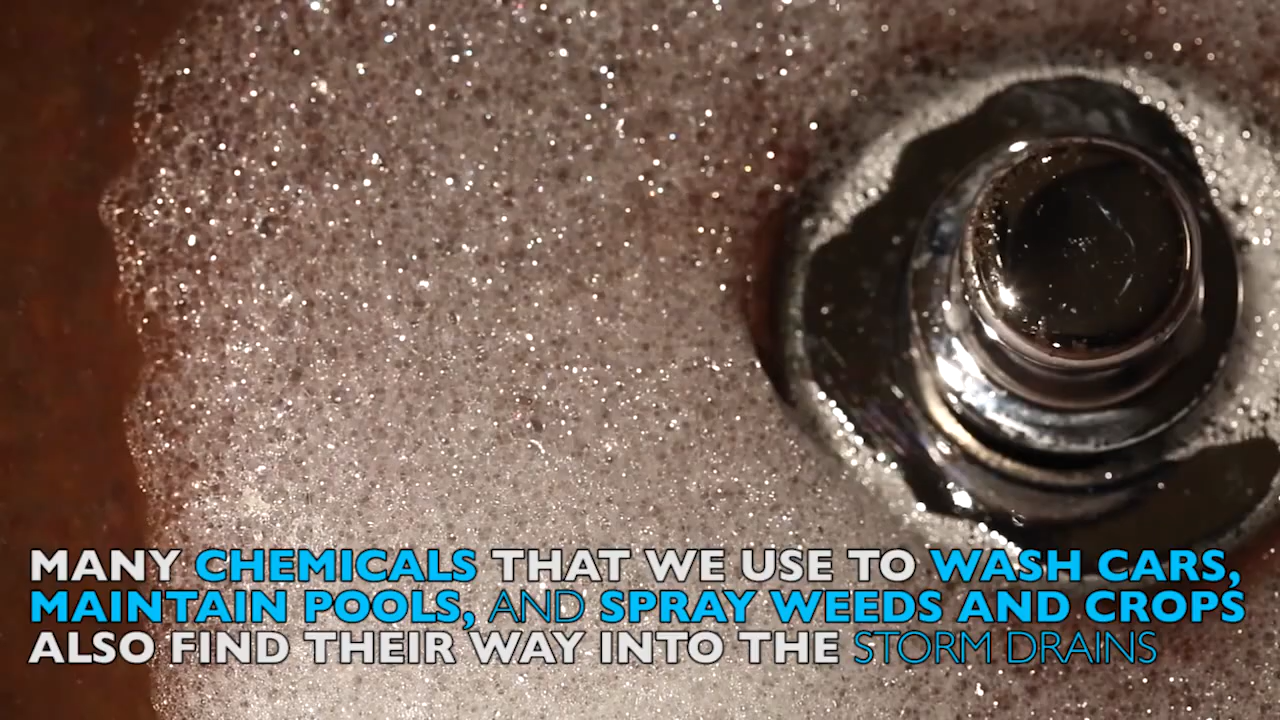 MANY CHEMICALS THAT WE USE TO WASH CARS,
MAINTAIN POOLS, AND SPRAY WEEDS AND CROPS
ALSO FIND THEIR WAY INTO THE STORM DRAINS